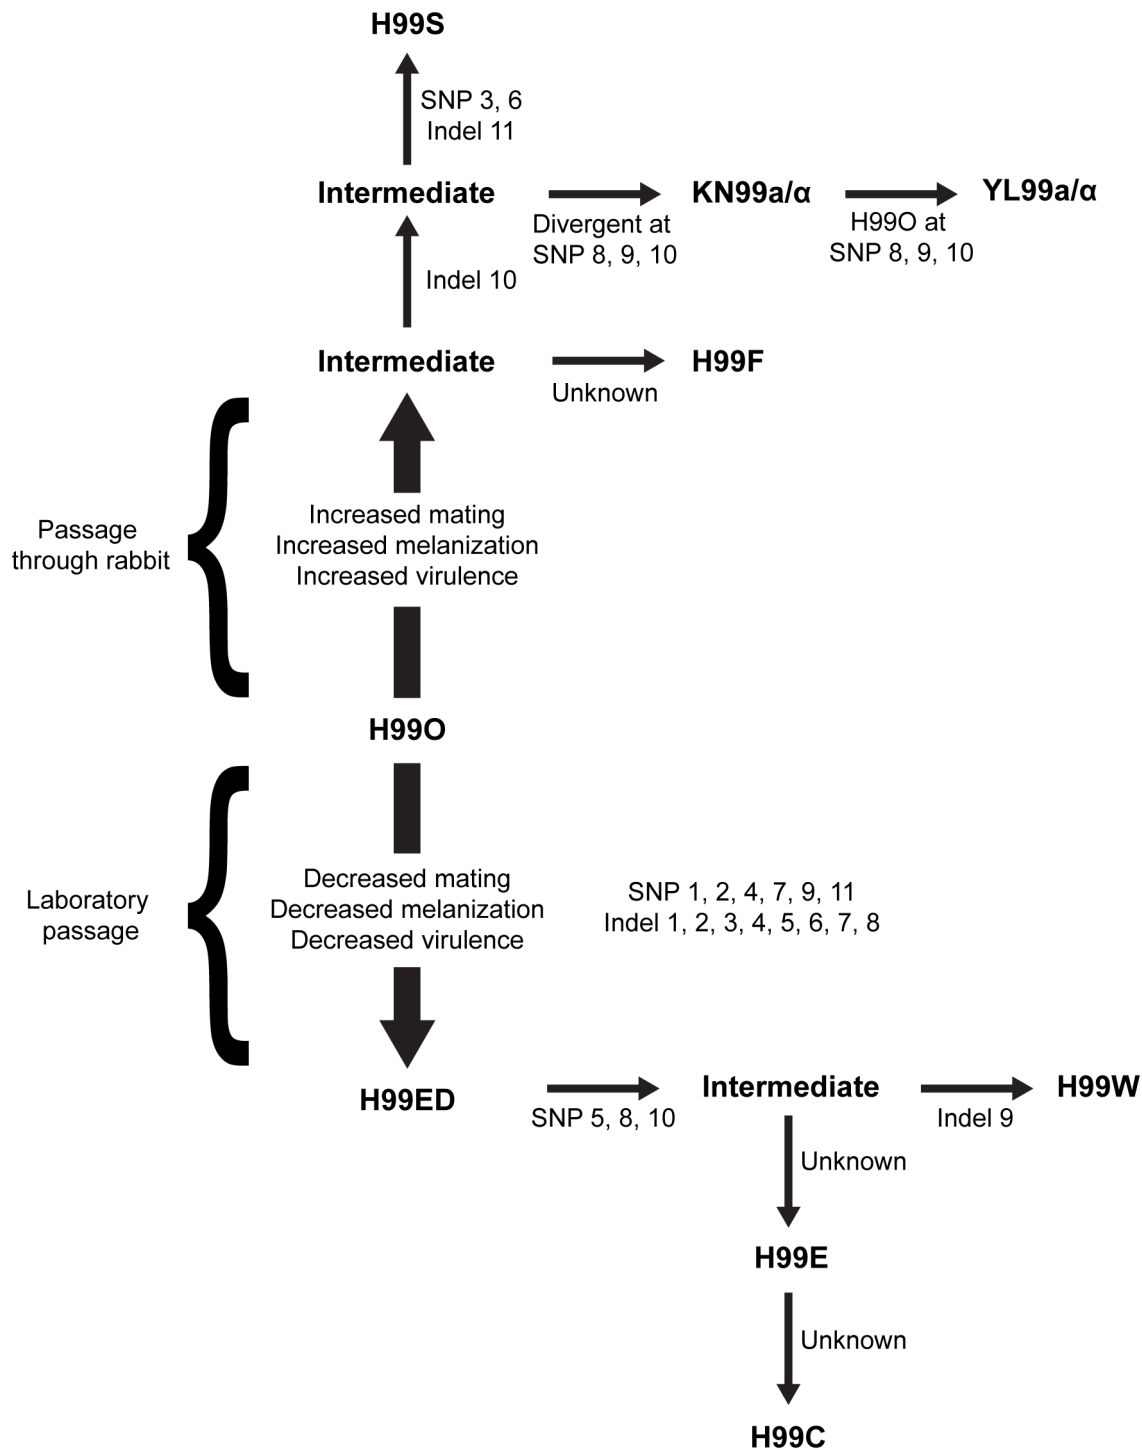 H99S
SNP 3, 6
Indel 11
Intermediate
KN99a/α
YL99a/α
Divergent at
SNP 8, 9, 10
H99O at
SNP 8, 9, 10
Indel 10
Intermediate
H99F
Unknown
Passage
through rabbit
Increased mating
Increased melanization
Increased virulence
H99O
Laboratory
passage
Decreased mating
Decreased melanization
Decreased virulence
SNP 1, 2, 4, 7, 9, 11
Indel 1, 2, 3, 4, 5, 6, 7, 8
H99ED
SNP 5, 8, 10
Intermediate
Indel 9
H99W
Unknown
H99E
Unknown
H99C